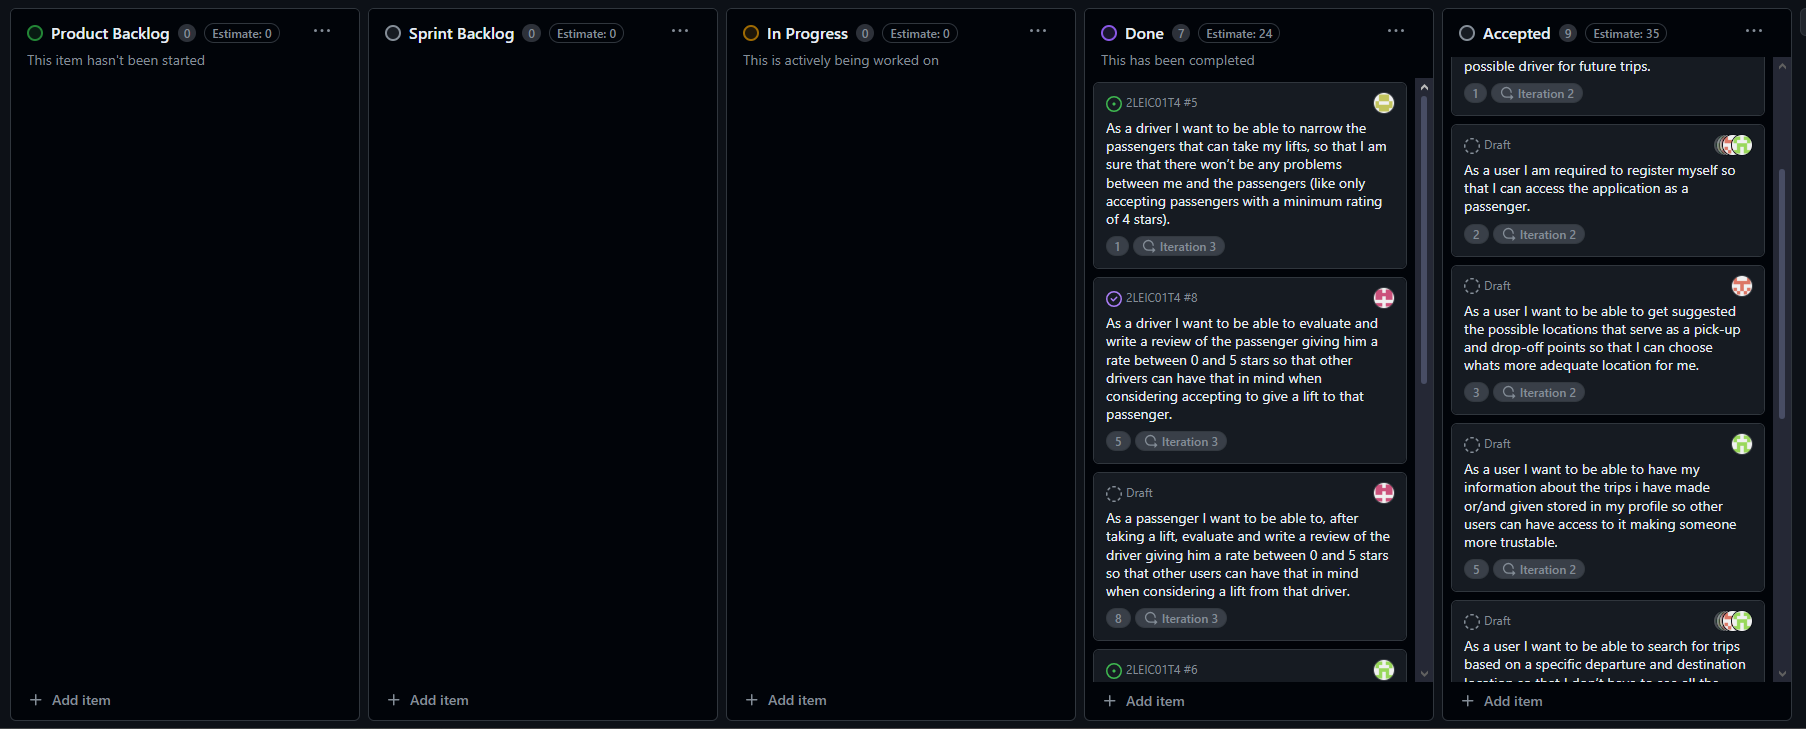 Product Backlog 0 Estimate: 0
This item hasn't been started
Add item
Sprint Backlog 0 Estimate: 0
Add item
In Progress 0 Estimate: 0
This is actively being worked on
Add item
Done 7 Estimate: 24
This has been completed
2LEIC01T4 #5
As a driver I want to be able to narrow the
passengers that can take my lifts, so that I am
sure that there won't be any problems
between me and the passengers (like only
accepting passengers with a minimum rating
of 4 stars).
1 Iteration 3
2LEIC01T4 #8
As a driver I want to be able to evaluate and
write a review of the passenger giving him a
rate between 0 and 5 stars so that other
drivers can have that in mind when
considering accepting to give a lift to that
passenger.
5 Iteration 3
Draft
As a passenger I want to be able to, after
taking a lift, evaluate and write a review of the
driver giving him a rate between 0 and 5 stars
so that other users can have that in mind
when considering a lift from that driver.
8 Iteration 3
2LEIC01T4 #6
Add item
Accepted 9 Estimate: 35
possible driver for future trips.
1 Iteration 2
Draft
As a user I am required to register myself so
that I can access the application as a
passenger.
2 Iteration 2
Draft
As a user I want to be able to get suggested
the possible locations that serve as a pick-up
and drop-off points so that I can choose
whats more adequate location for me.
3 Iteration 2
Draft
As a user I want to be able to have my
information about the trips i have made
or/and given stored in my profile so other
users can have access to it making someone
more trustable.
5 Iteration 2
Draft
As a user I want to be able to search for trips
based on a specific departure and destination
location so that I don't have to see all the
Add item